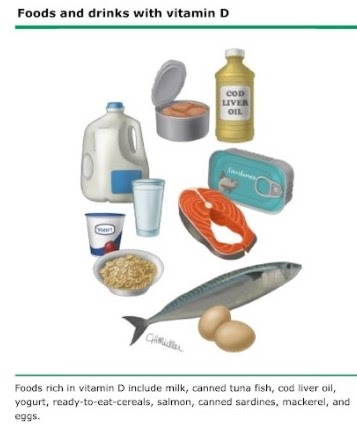 Foods and drinks with vitamin D
COD
LIVER
OIL
Sardines
YOGURT
Foods rich in vitamin D include milk, canned tuna fish, cod liver oil,
yogurt, ready-to-eat-cereals, salmon, canned sardines, mackerel, and
eggs.